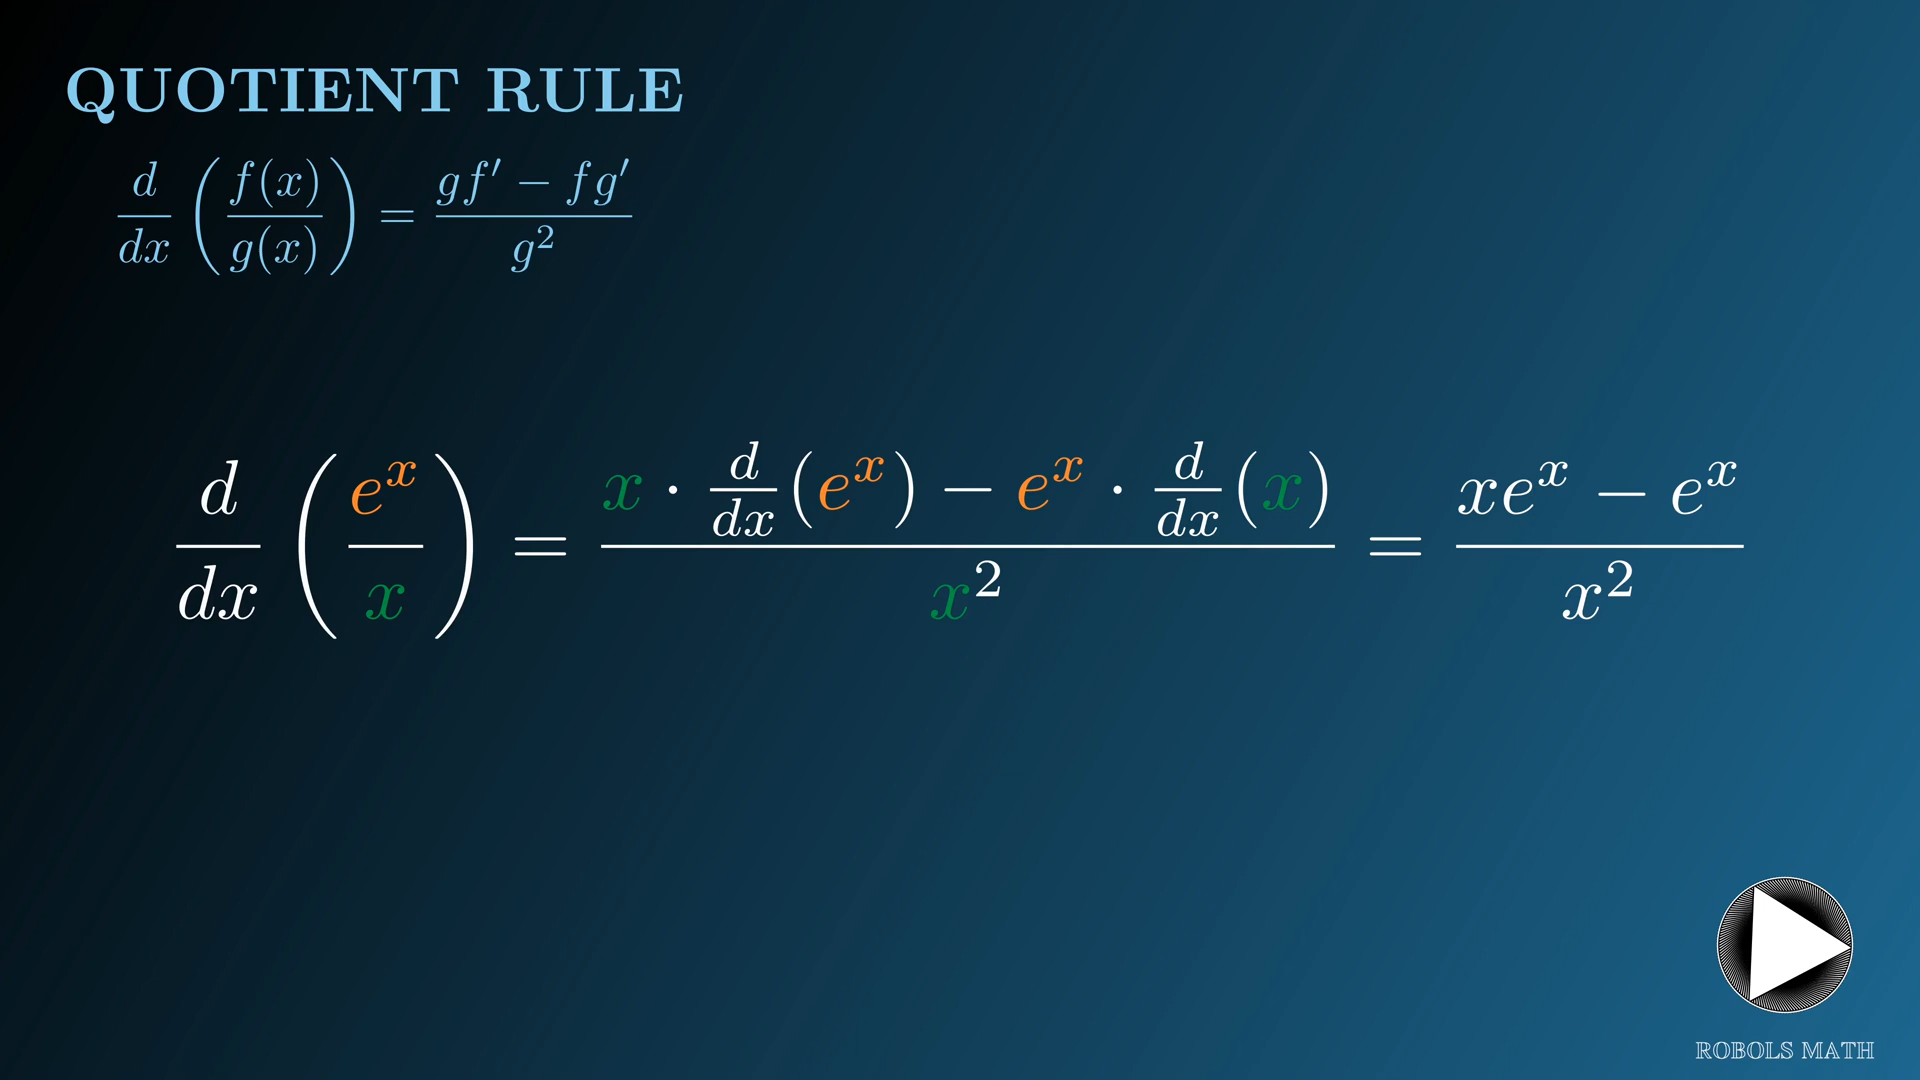 QUOTIENT RULE
d/dx (f(x)/g(x)) = (gf′ − fg′)/g²
d/dx (eˣ/x) = (x · d/dx(eˣ) − eˣ · d/dx(x))/x² = (xeˣ − eˣ)/x²
ROBOLS MATH